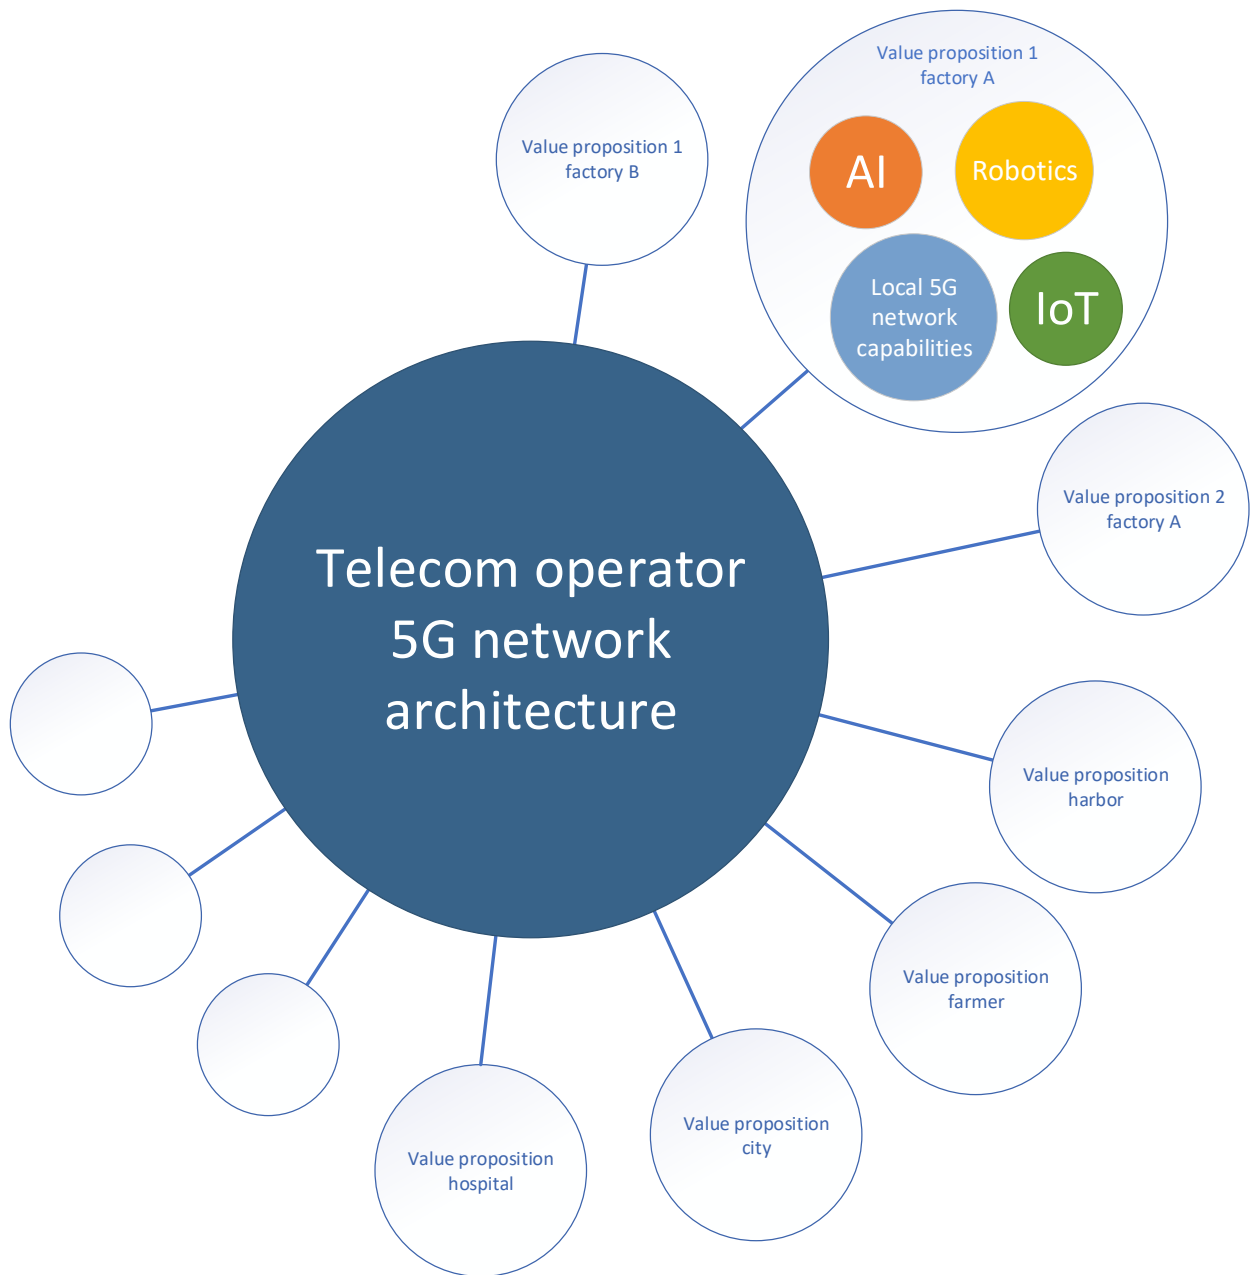 Value proposition 1
factory A
AI
Robotics
Local 5G
network
capabilities
IoT
Value proposition 1
factory B
Value proposition 2
factory A
Telecom operator
5G network
architecture
Value proposition
harbor
Value proposition
farmer
Value proposition
city
Value proposition
hospital